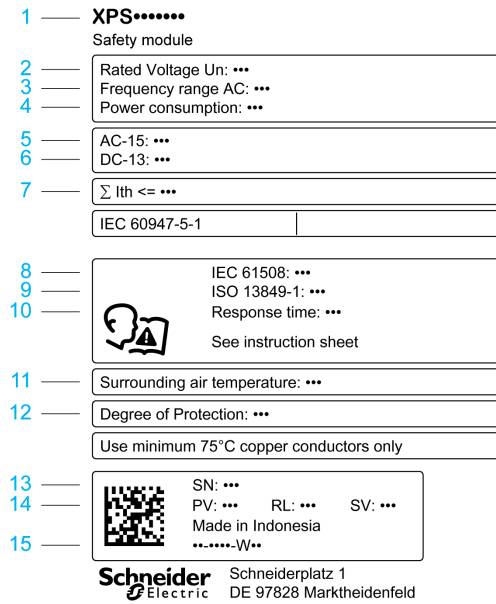 1 XPS•••••••
Safety module
2 Rated Voltage Un: •••
3 Frequency range AC: •••
4 Power consumption: •••
5 AC-15: •••
6 DC-13: •••
7 ∑ Ith <= •••
IEC 60947-5-1
8 IEC 61508: •••
9 ISO 13849-1: •••
10 Response time: •••
See instruction sheet
11 Surrounding air temperature: •••
12 Degree of Protection: •••
Use minimum 75°C copper conductors only
13 SN: •••
14 PV: ••• RL: ••• SV: •••
Made in Indonesia
15 ••-••••-W••
Schneider Electric
Schneiderplatz 1
DE 97828 Marktheidenfeld